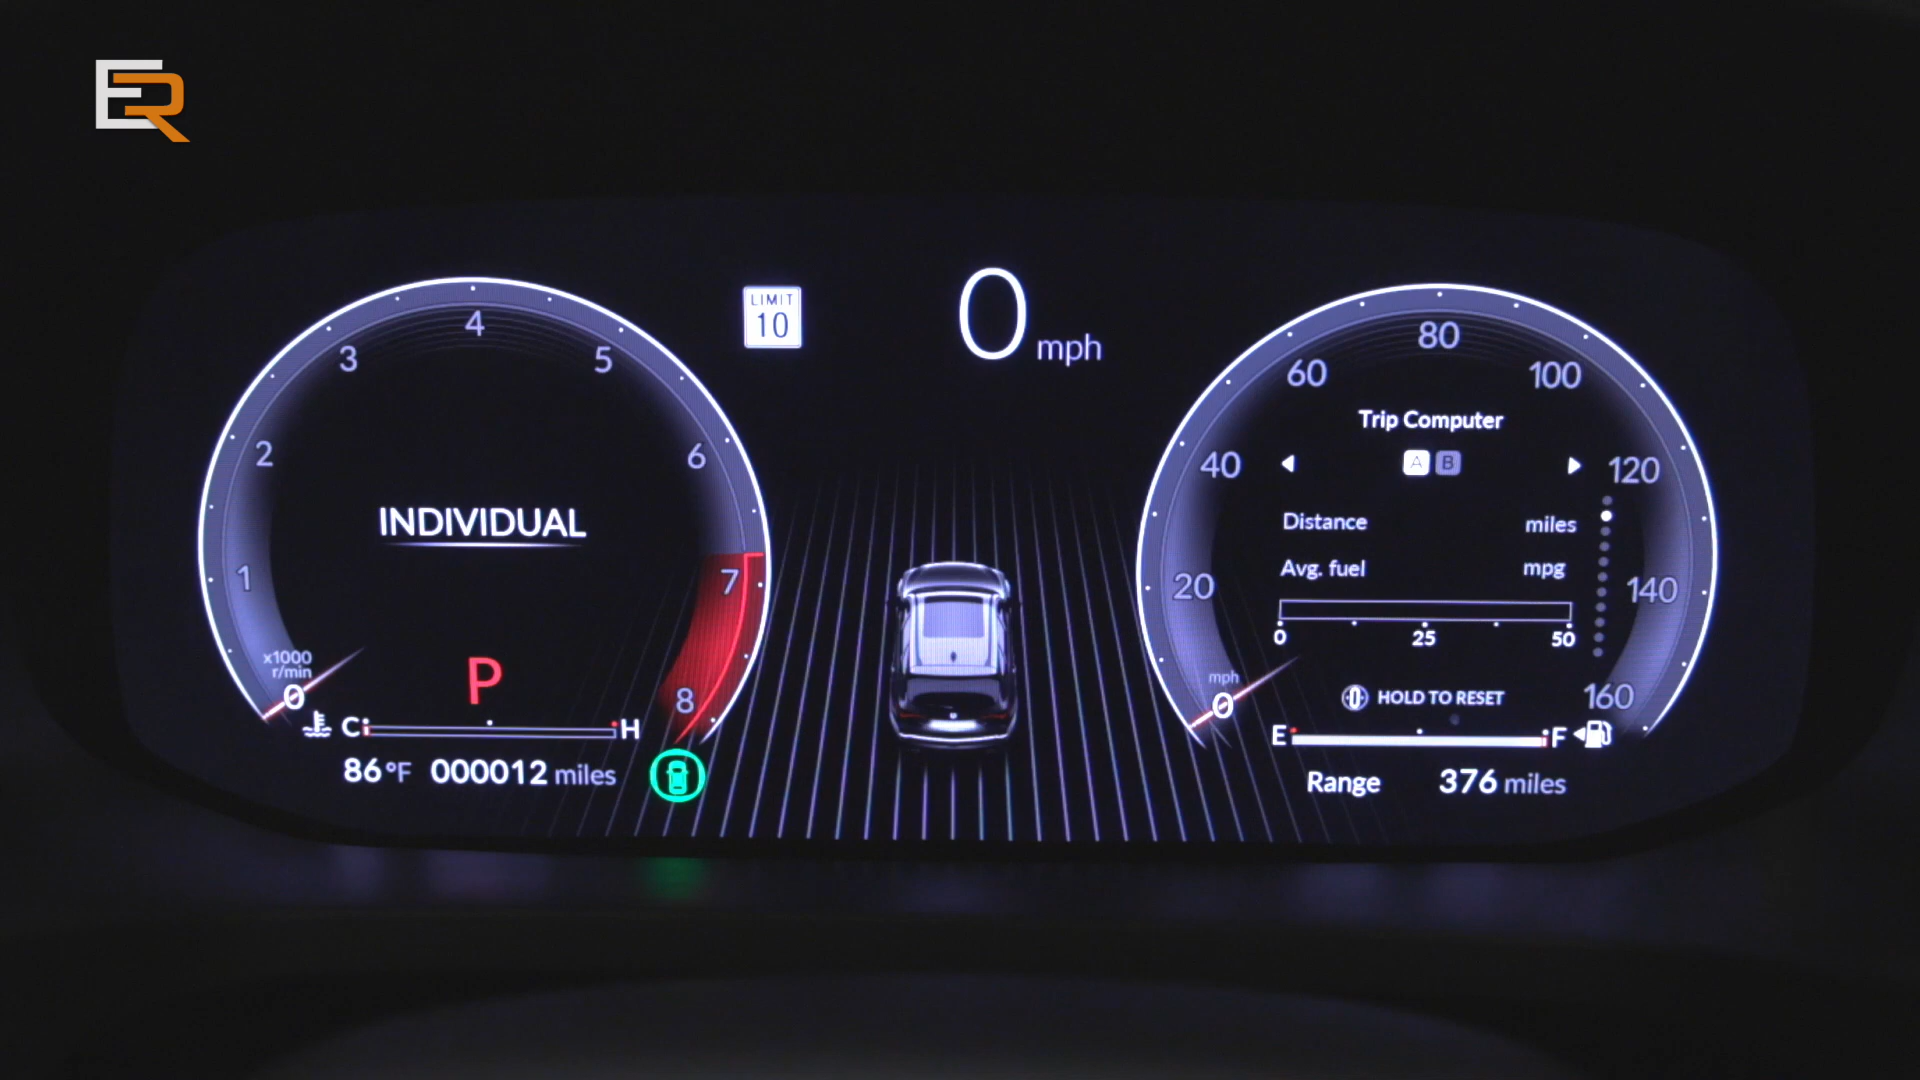 ER
LIMIT
10
0 mph
4
3
5
2
6
INDIVIDUAL
1
7
x1000
r/min
0
P
8
C
H
86°F 000012 miles
80
60
100
Trip Computer
40
A B
120
Distance miles
Avg. fuel mpg
20
140
0 25 50
mph
0
HOLD TO RESET
160
E
F
Range 376 miles